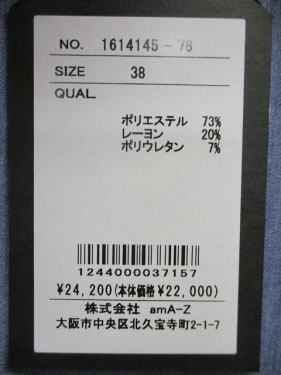 NO. 1614145-76
SIZE 38
QUAL
ポリエステル 73%
レーヨン 20%
ポリウレタン 7%
1244000037157
¥24,200(本体価格¥22,000)
株式会社 amA-Z
大阪市中央区北久宝寺町2-1-7